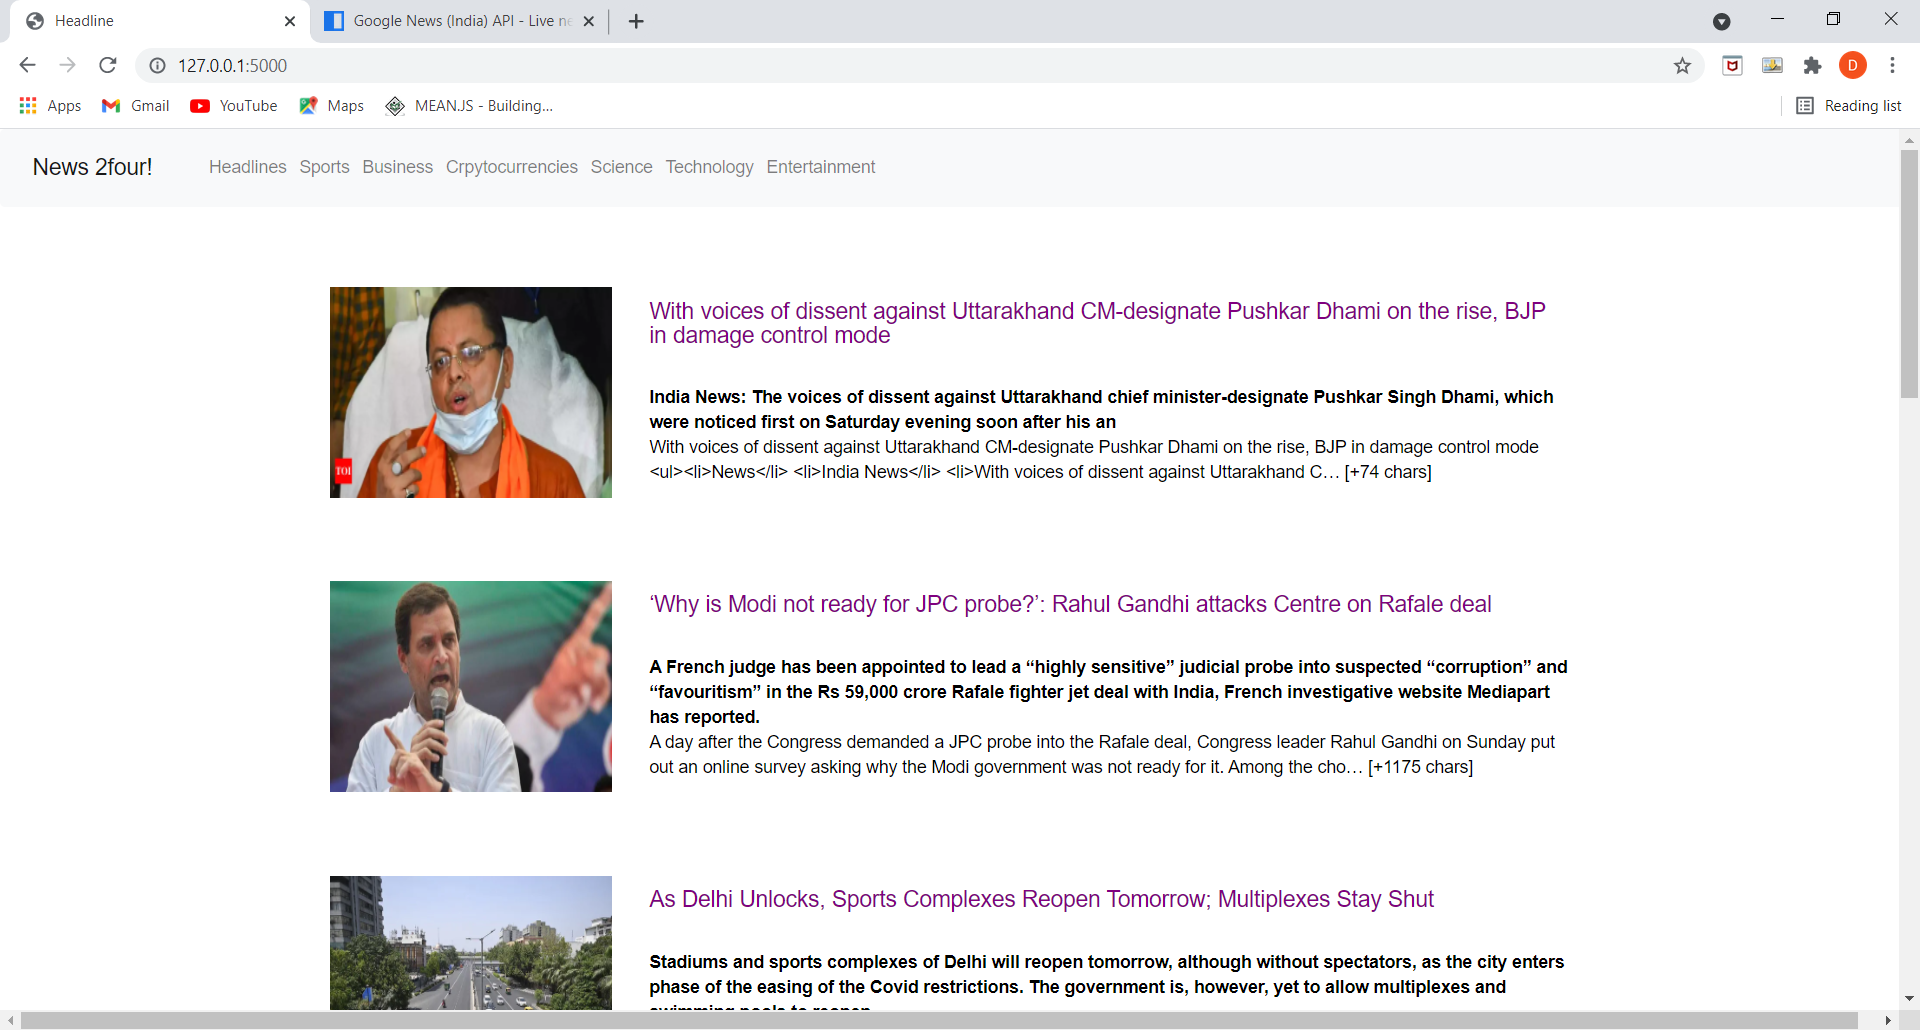 Headline
Google News (India) API - Live ne
127.0.0.1:5000
Apps Gmail YouTube Maps MEAN.JS - Building... Reading list
News 2four! Headlines Sports Business Crpytocurrencies Science Technology Entertainment
With voices of dissent against Uttarakhand CM-designate Pushkar Dhami on the rise, BJP
in damage control mode
India News: The voices of dissent against Uttarakhand chief minister-designate Pushkar Singh Dhami, which
were noticed first on Saturday evening soon after his an
With voices of dissent against Uttarakhand CM-designate Pushkar Dhami on the rise, BJP in damage control mode
<ul><li>News</li> <li>India News</li> <li>With voices of dissent against Uttarakhand C… [+74 chars]
TOI
‘Why is Modi not ready for JPC probe?’: Rahul Gandhi attacks Centre on Rafale deal
A French judge has been appointed to lead a “highly sensitive” judicial probe into suspected “corruption” and
“favouritism” in the Rs 59,000 crore Rafale fighter jet deal with India, French investigative website Mediapart
has reported.
A day after the Congress demanded a JPC probe into the Rafale deal, Congress leader Rahul Gandhi on Sunday put
out an online survey asking why the Modi government was not ready for it. Among the cho… [+1175 chars]
As Delhi Unlocks, Sports Complexes Reopen Tomorrow; Multiplexes Stay Shut
Stadiums and sports complexes of Delhi will reopen tomorrow, although without spectators, as the city enters
phase of the easing of the Covid restrictions. The government is, however, yet to allow multiplexes and
swimming pools to reopen
D